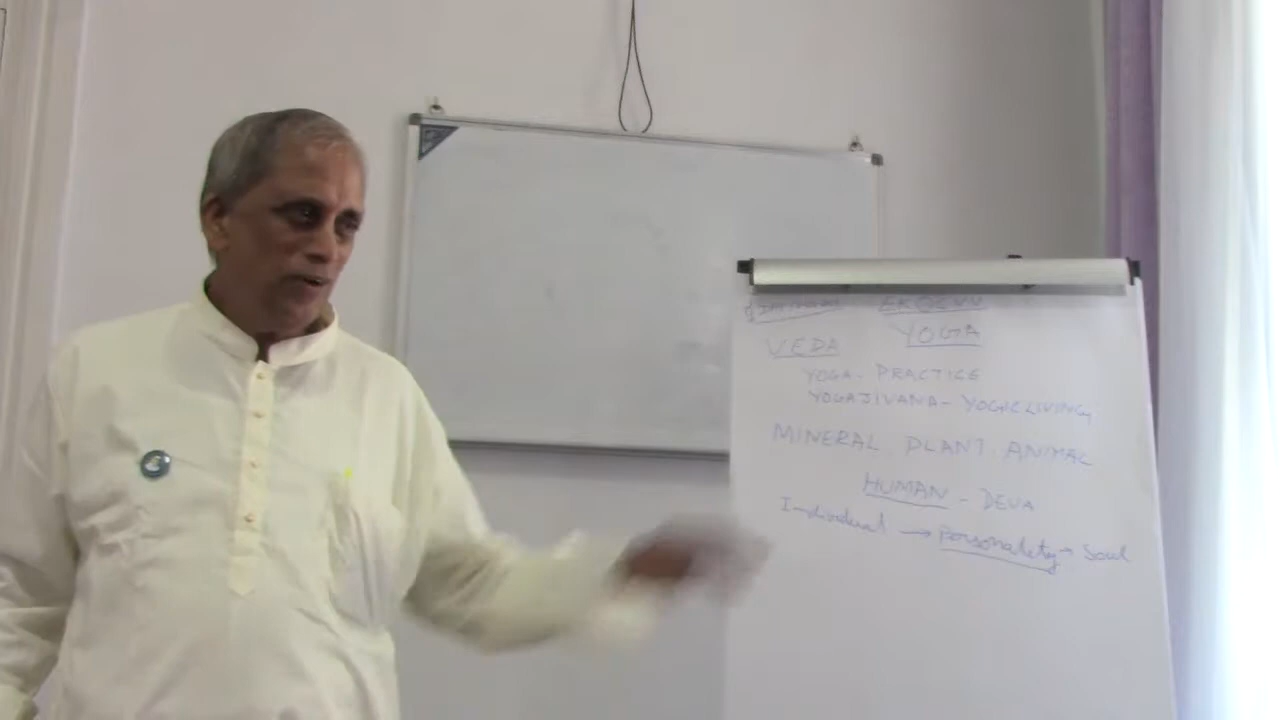 YOGA
VEDA
YOGA - PRACTICE
YOGAJIVANA - YOGIC LIVING
MINERAL PLANT ANIMAL
HUMAN - DEVA
Individual → Personality → Soul